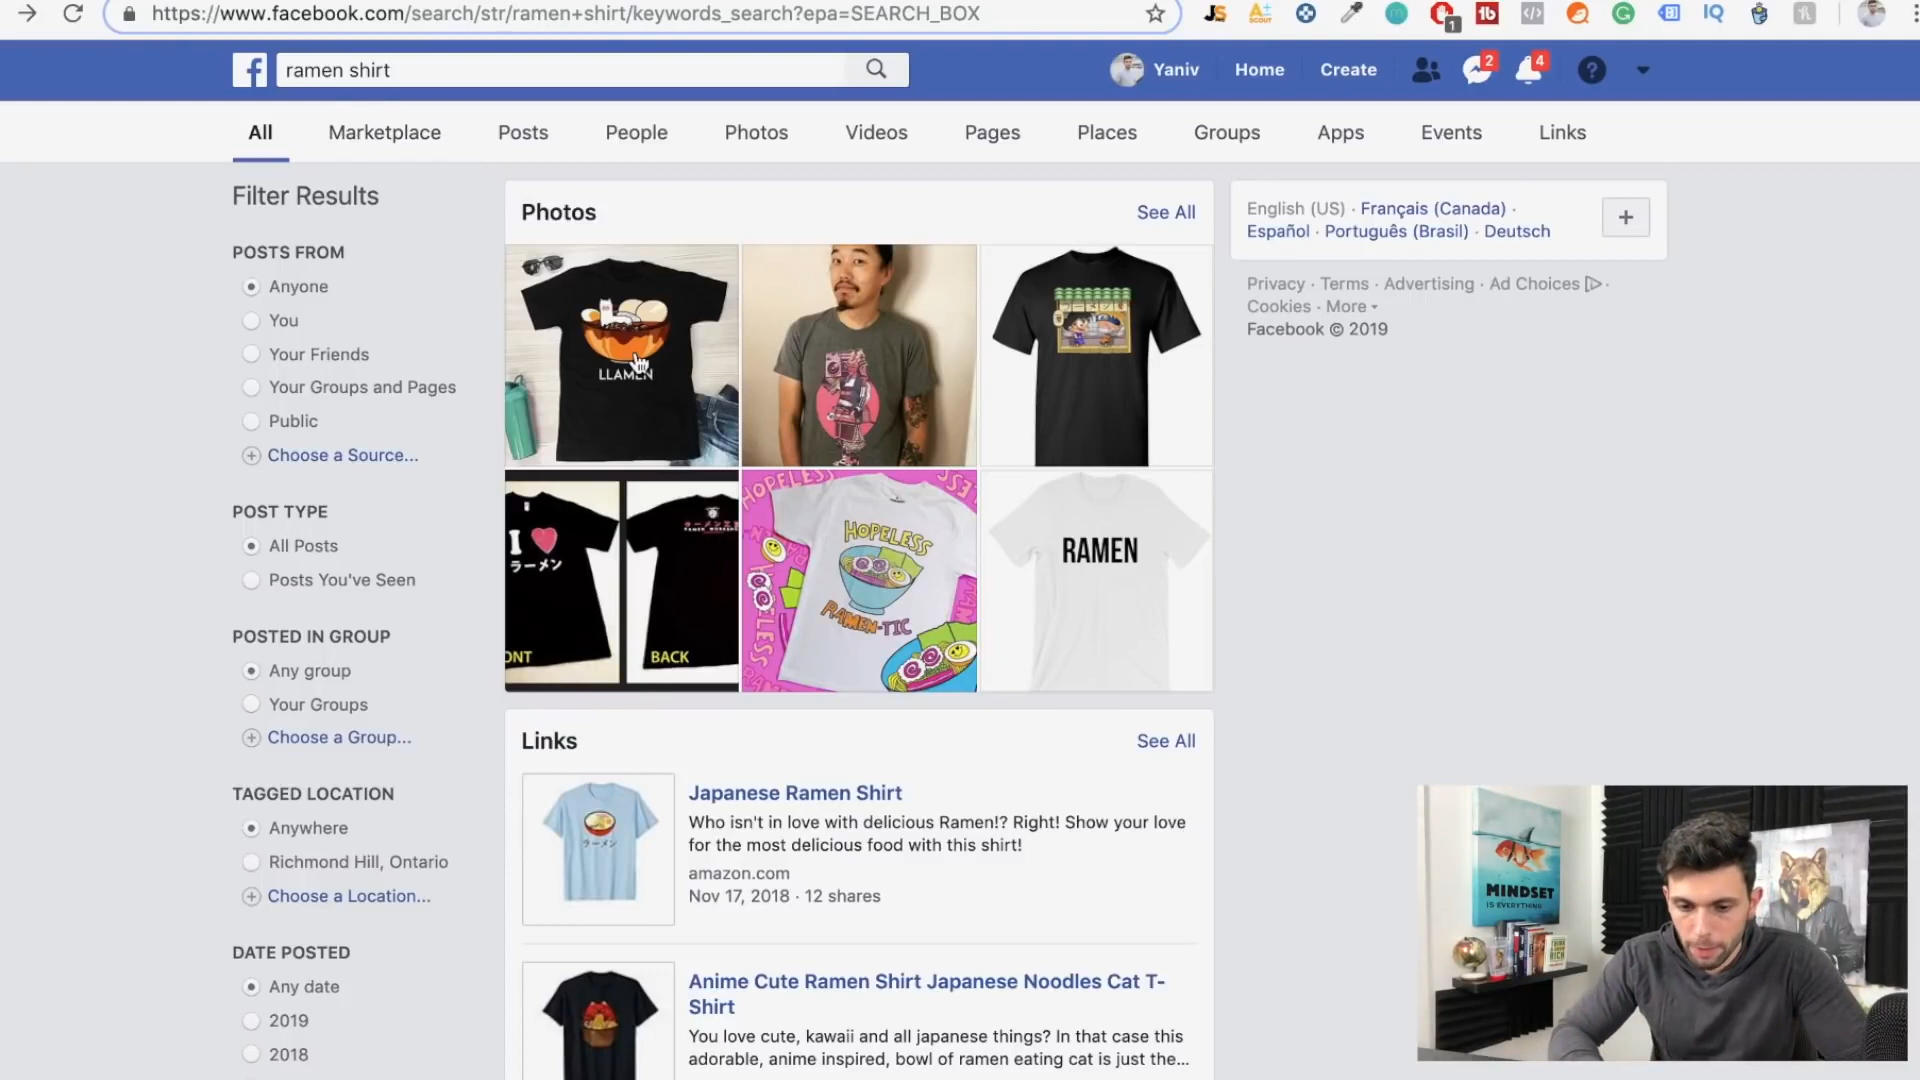 https://www.facebook.com/search/str/ramen+shirt/keywords_search?epa=SEARCH_BOX
ramen shirt
Yaniv
Home
Create
2
4
1
All
Marketplace
Posts
People
Photos
Videos
Pages
Places
Groups
Apps
Events
Links
Filter Results
POSTS FROM
Anyone
You
Your Friends
Your Groups and Pages
Public
Choose a Source...
POST TYPE
All Posts
Posts You've Seen
POSTED IN GROUP
Any group
Your Groups
Choose a Group...
TAGGED LOCATION
Anywhere
Richmond Hill, Ontario
Choose a Location...
DATE POSTED
Any date
2019
2018
Photos
See All
LLAMEN
I
ラーメン
ONT
BACK
HOPELESS
RAMEN-TIC
RAMEN
Links
See All
Japanese Ramen Shirt
Who isn't in love with delicious Ramen!? Right! Show your love
for the most delicious food with this shirt!
amazon.com
Nov 17, 2018 · 12 shares
ラーメン
Anime Cute Ramen Shirt Japanese Noodles Cat T-
Shirt
You love cute, kawaii and all japanese things? In that case this
adorable, anime inspired, bowl of ramen eating cat is just the...
English (US) · Français (Canada) ·
Español · Português (Brasil) · Deutsch
Privacy · Terms · Advertising · Ad Choices ·
Cookies · More
Facebook © 2019
MINDSET
IS EVERYTHING